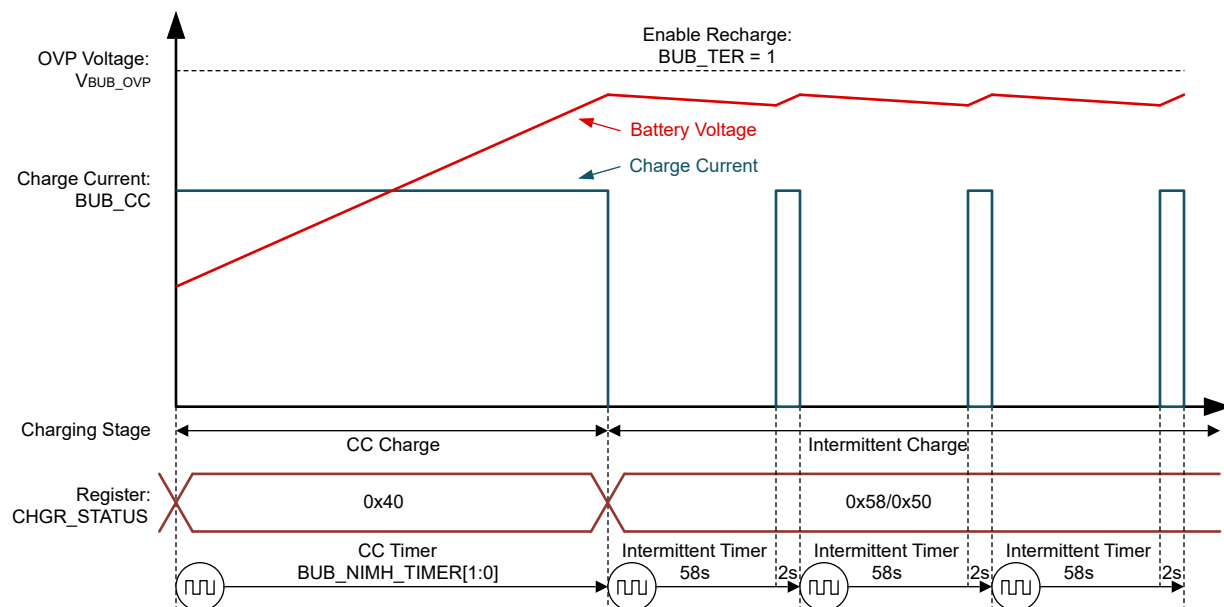 Enable Recharge:
BUB_TER = 1
OVP Voltage:
VBUB_OVP
Battery Voltage
Charge Current
Charge Current:
BUB_CC
Charging Stage
CC Charge
Intermittent Charge
Register:
CHGR_STATUS
0x40
0x58/0x50
CC Timer
BUB_NIMH_TIMER[1:0]
Intermittent Timer
58s
2s
Intermittent Timer
58s
2s
Intermittent Timer
58s
2s